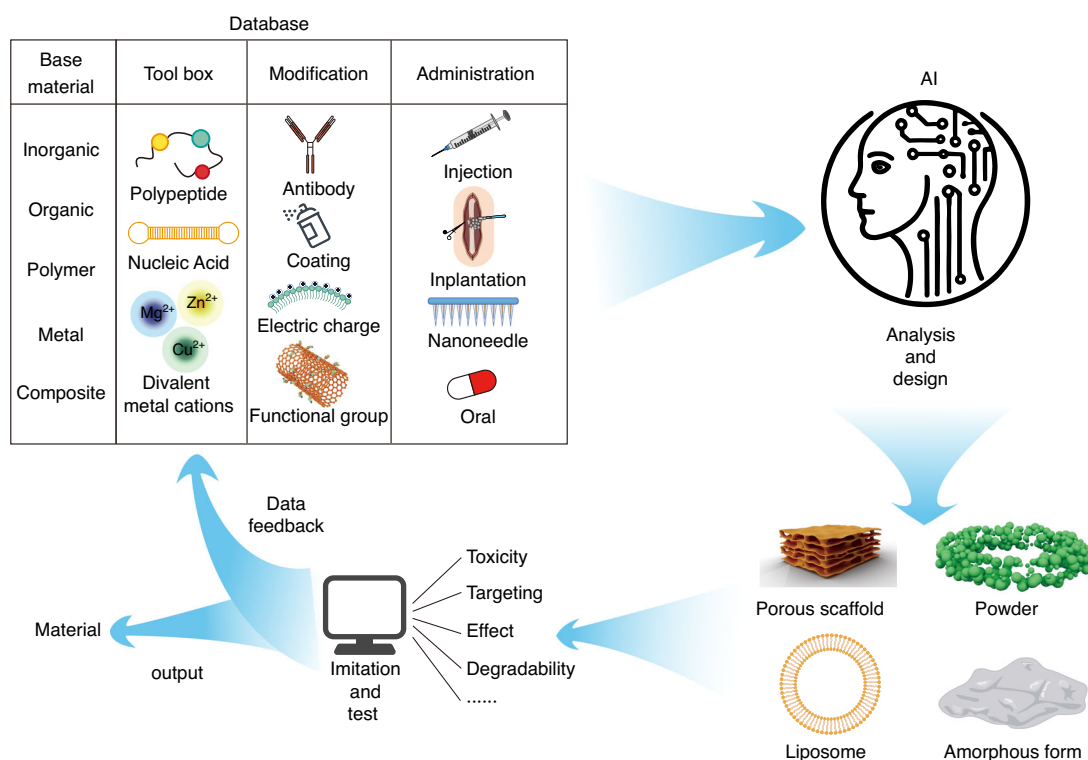 Database
Base
material
Tool box
Modification
Administration
Inorganic
Organic
Polymer
Metal
Composite
Polypeptide
Nucleic Acid
Mg²⁺
Zn²⁺
Cu²⁺
Divalent
metal cations
Antibody
Coating
Electric charge
Functional group
Injection
Inplantation
Nanoneedle
Oral
AI
Analysis
and
design
Porous scaffold
Powder
Liposome
Amorphous form
Toxicity
Targeting
Effect
Degradability
......
Imitation
and
test
Data
feedback
Material
output